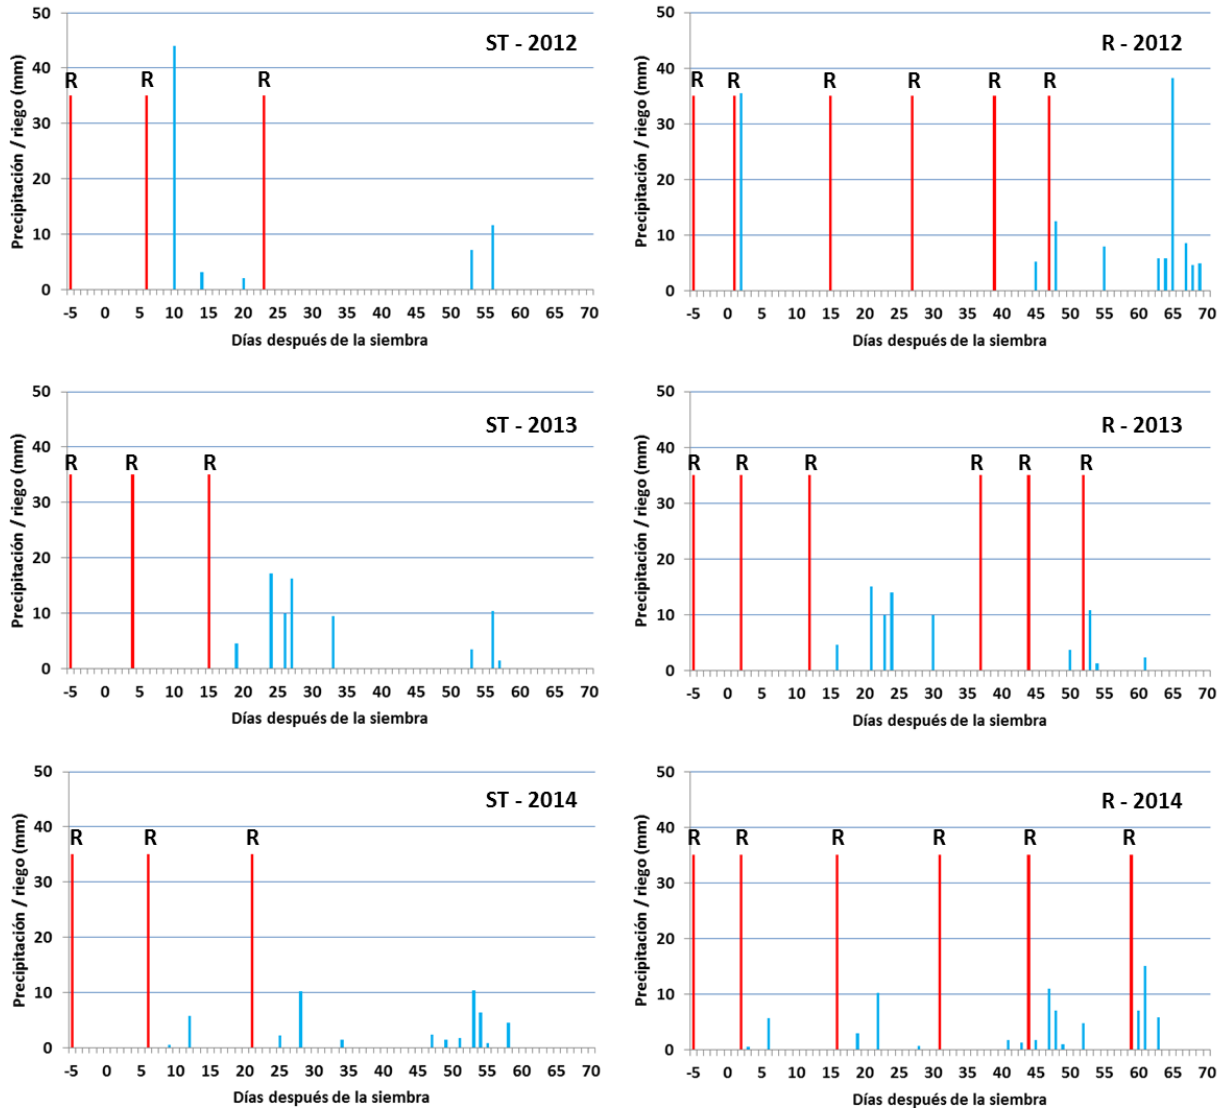 ST - 2012
Precipitación / riego (mm)
50
40
30
20
10
0
R R R
-5 0 5 10 15 20 25 30 35 40 45 50 55 60 65 70
Días después de la siembra
R - 2012
Precipitación / riego (mm)
50
40
30
20
10
0
R R R R R R
-5 0 5 10 15 20 25 30 35 40 45 50 55 60 65 70
Días después de la siembra
ST - 2013
Precipitación / riego (mm)
50
40
30
20
10
0
R R R
-5 0 5 10 15 20 25 30 35 40 45 50 55 60 65 70
Días después de la siembra
R - 2013
Precipitación / riego (mm)
50
40
30
20
10
0
R R R R R R
-5 0 5 10 15 20 25 30 35 40 45 50 55 60 65 70
Días después de la siembra
ST - 2014
Precipitación / riego (mm)
50
40
30
20
10
0
R R R
-5 0 5 10 15 20 25 30 35 40 45 50 55 60 65 70
Días después de la siembra
R - 2014
Precipitación / riego (mm)
50
40
30
20
10
0
R R R R R R
-5 0 5 10 15 20 25 30 35 40 45 50 55 60 65 70
Días después de la siembra